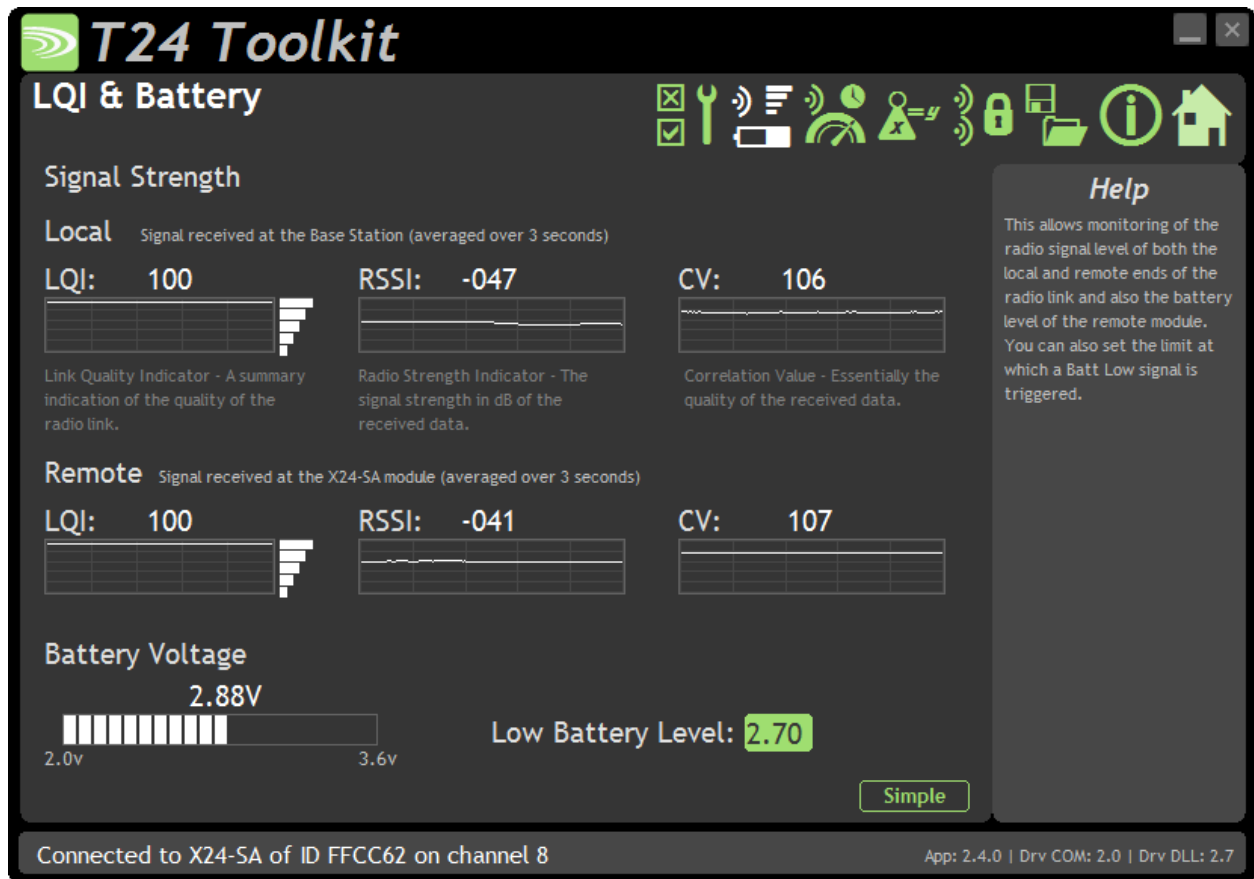 T24 Toolkit
LQI & Battery
x=y
Signal Strength
Local Signal received at the Base Station (averaged over 3 seconds)
LQI: 100 RSSI: -047 CV: 106
Link Quality Indicator - A summary
indication of the quality of the
radio link.
Radio Strength Indicator - The
signal strength in dB of the
received data.
Correlation Value - Essentially the
quality of the received data.
Remote Signal received at the X24-SA module (averaged over 3 seconds)
LQI: 100 RSSI: -041 CV: 107
Battery Voltage
2.88V
2.0v 3.6v
Low Battery Level: 2.70
Simple
Help
This allows monitoring of the
radio signal level of both the
local and remote ends of the
radio link and also the battery
level of the remote module.
You can also set the limit at
which a Batt Low signal is
triggered.
Connected to X24-SA of ID FFCC62 on channel 8
App: 2.4.0 | Drv COM: 2.0 | Drv DLL: 2.7